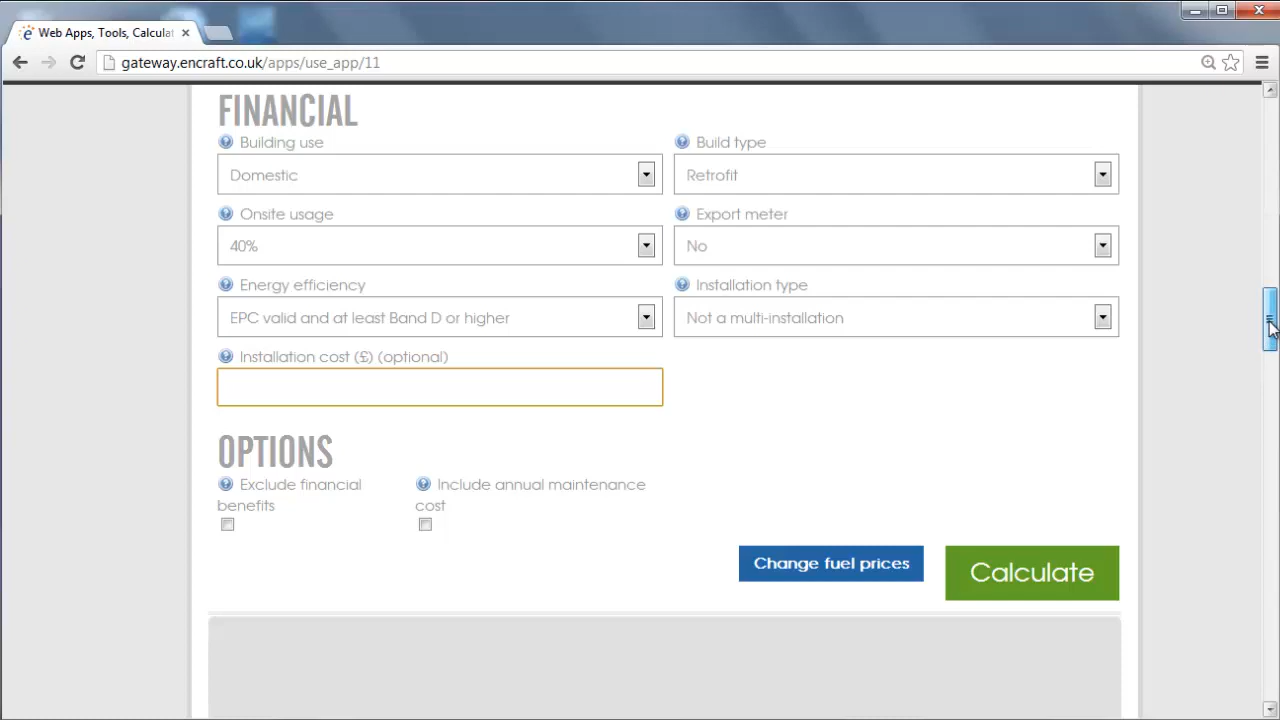 Web Apps, Tools, Calculat
gateway.encraft.co.uk/apps/use_app/11
FINANCIAL
Building use
Build type
Domestic
Retrofit
Onsite usage
Export meter
40%
No
Energy efficiency
Installation type
EPC valid and at least Band D or higher
Not a multi-installation
Installation cost (£) (optional)
OPTIONS
Exclude financial
benefits
Include annual maintenance
cost
Change fuel prices
Calculate